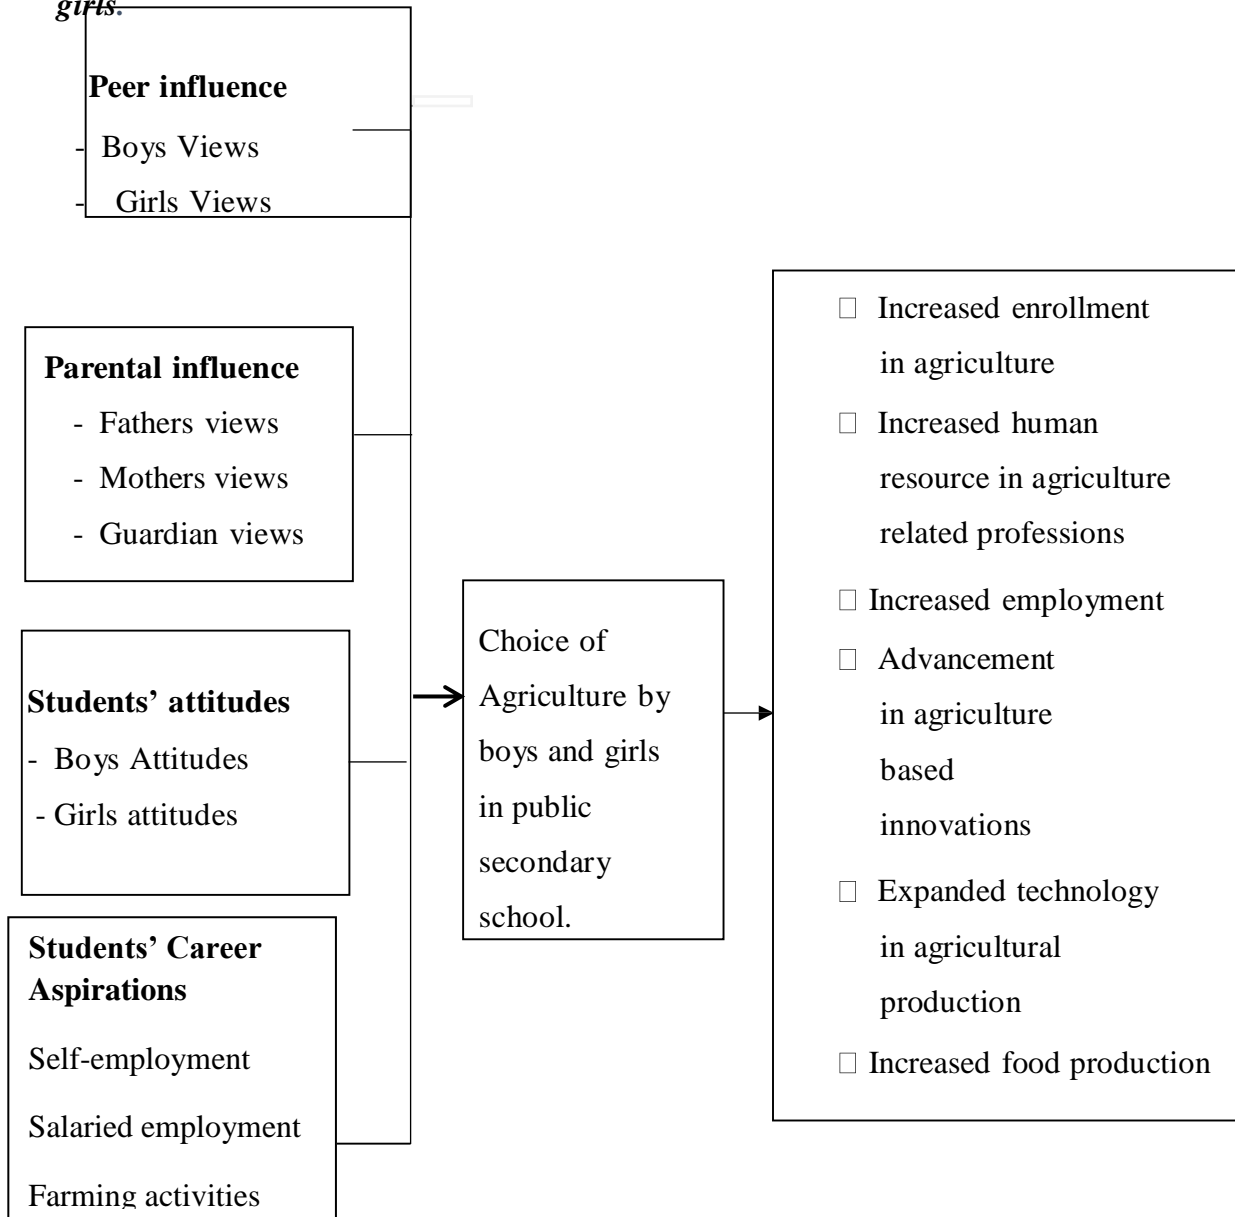 girls.
Peer influence
- Boys Views
- Girls Views
Parental influence
- Fathers views
- Mothers views
- Guardian views
Students’ attitudes
- Boys Attitudes
- Girls attitudes
Students’ Career
Aspirations
Self-employment
Salaried employment
Farming activities
Choice of
Agriculture by
boys and girls
in public
secondary
school.
Increased enrollment
in agriculture
Increased human
resource in agriculture
related professions
Increased employment
Advancement
in agriculture
based
innovations
Expanded technology
in agricultural
production
Increased food production